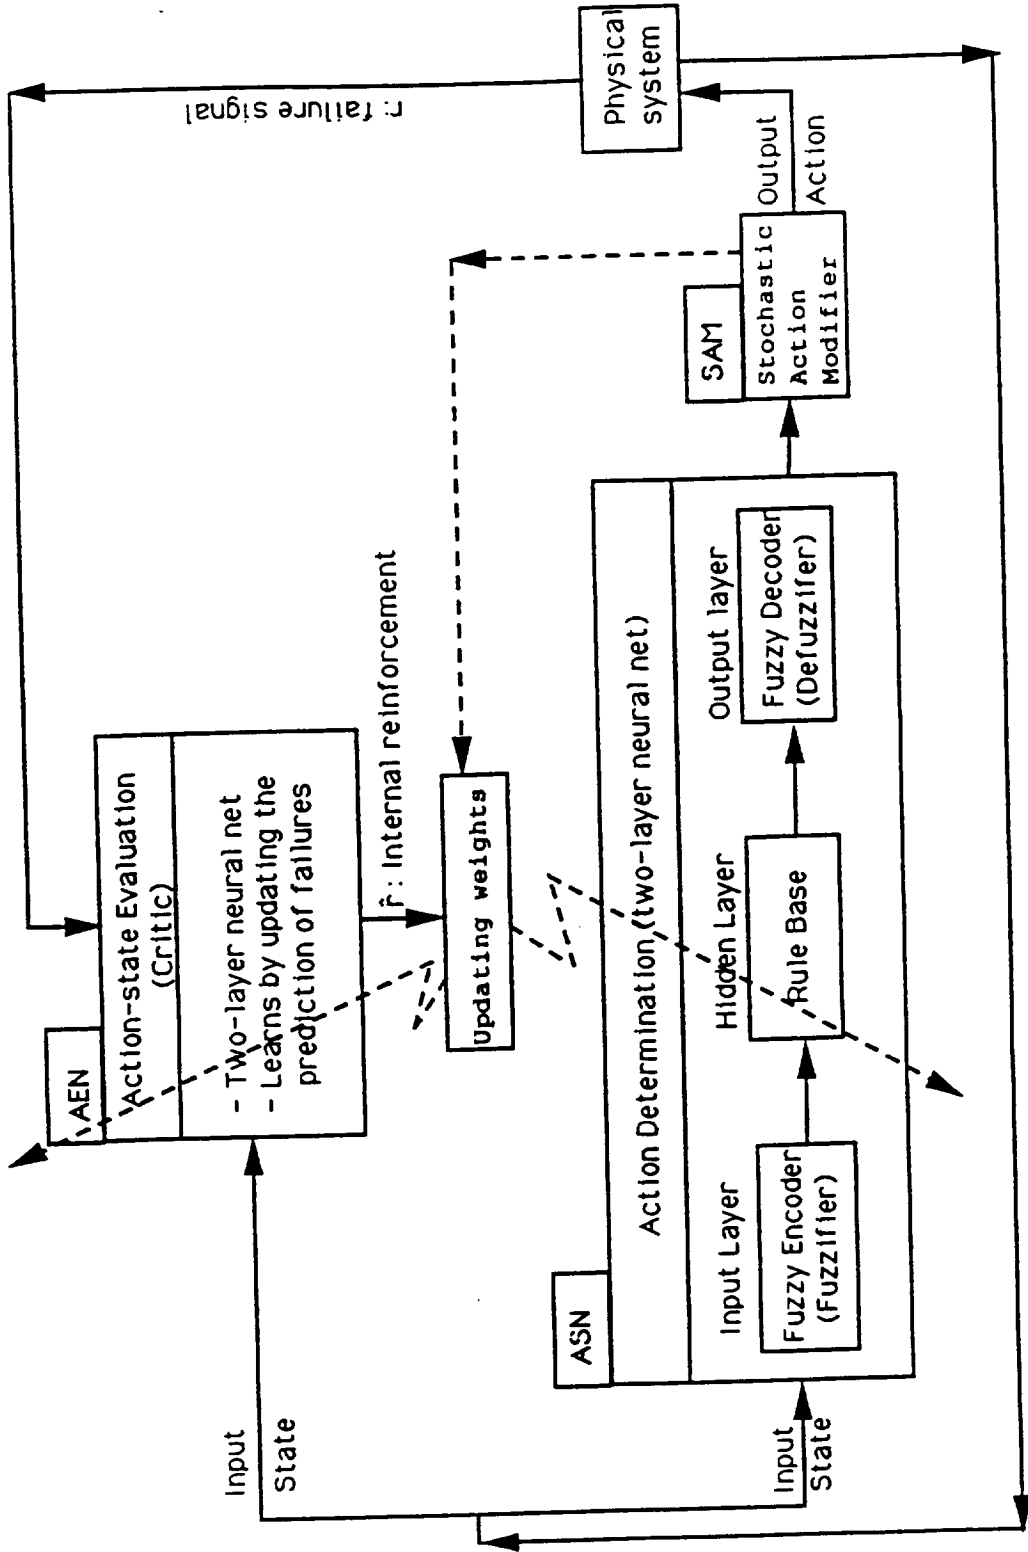 r: failure signal
AEN
Action-state Evaluation
(Critic)
- Two-layer neural net
- Learns by updating the
prediction of failures
Input
State
r̂: Internal reinforcement
Updating weights
Physical
system
ASN
Action Determination (two-layer neural net)
Input Layer
Hidden Layer
Output layer
Fuzzy Encoder
(Fuzzifier)
Rule Base
Fuzzy Decoder
(Defuzzifer)
Input
State
SAM
Stochastic
Action
Modifier
Output
Action